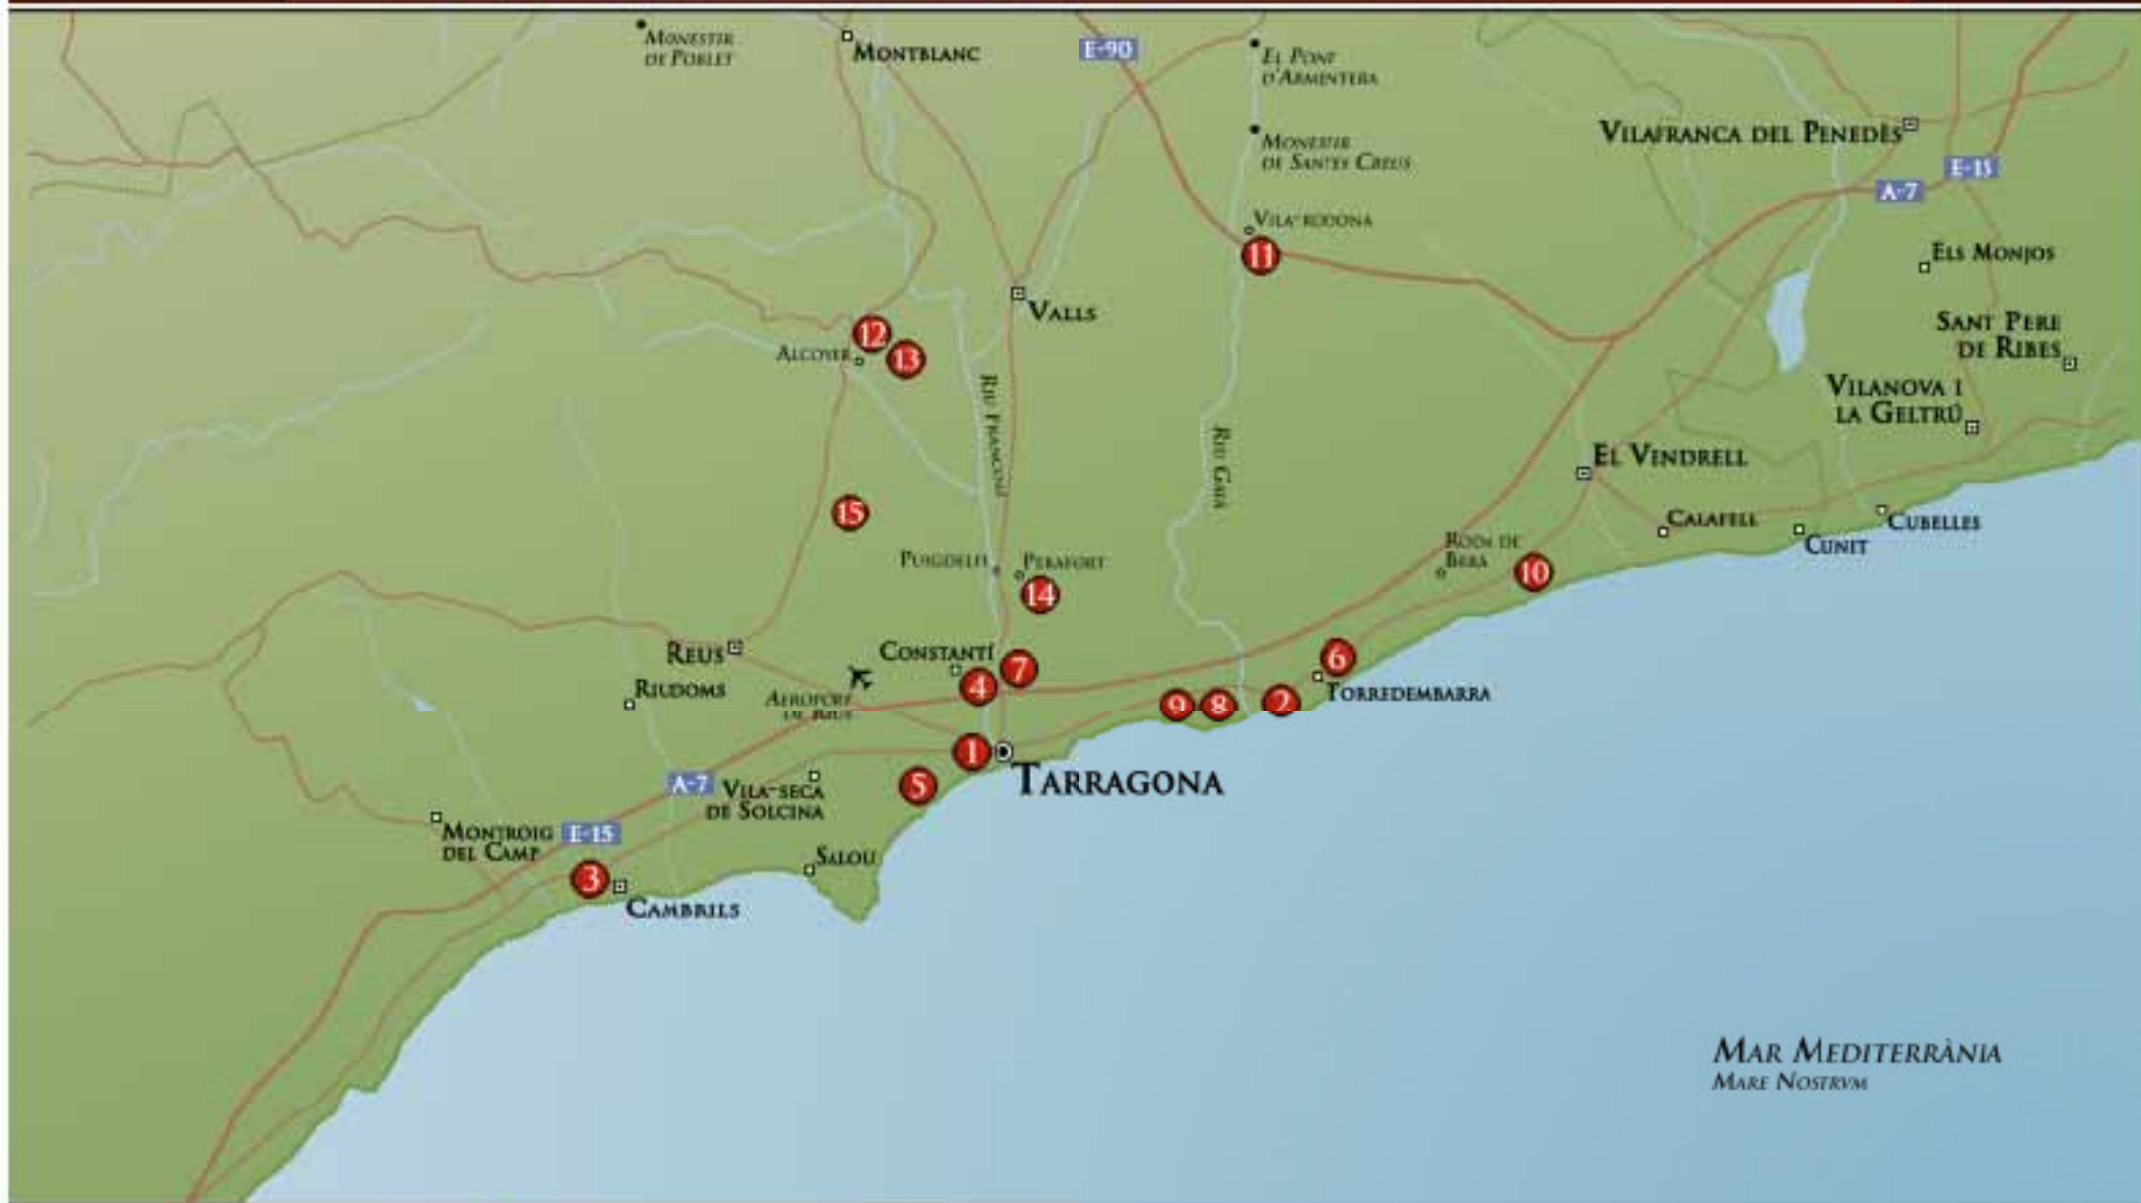 Monestir
de Poblet
Montblanc
E-90
El Pont
d'Armentera
Monestir
de Santes Creus
Vilafranca del Penedès
E-15
A-7
Vila-rodona
11
Els Monjos
Valls
Sant Pere
de Ribes
12
Alcover
13
Vilanova i
la Geltrú
Riu Francolí
Riu Gaià
El Vendrell
15
Calafell
Cubelles
Cunit
Roda de
Berà
10
Puigdelfí
Perafort
14
Reus
Constantí
7
6
4
Riudoms
Aeroport
de Reus
9
8
2
Torredembarra
1
Tarragona
5
A-7
Vila-seca
de Solcina
Montroig
del Camp
E-15
Salou
3
Cambrils
Mar Mediterrània
Mare Nostrvm